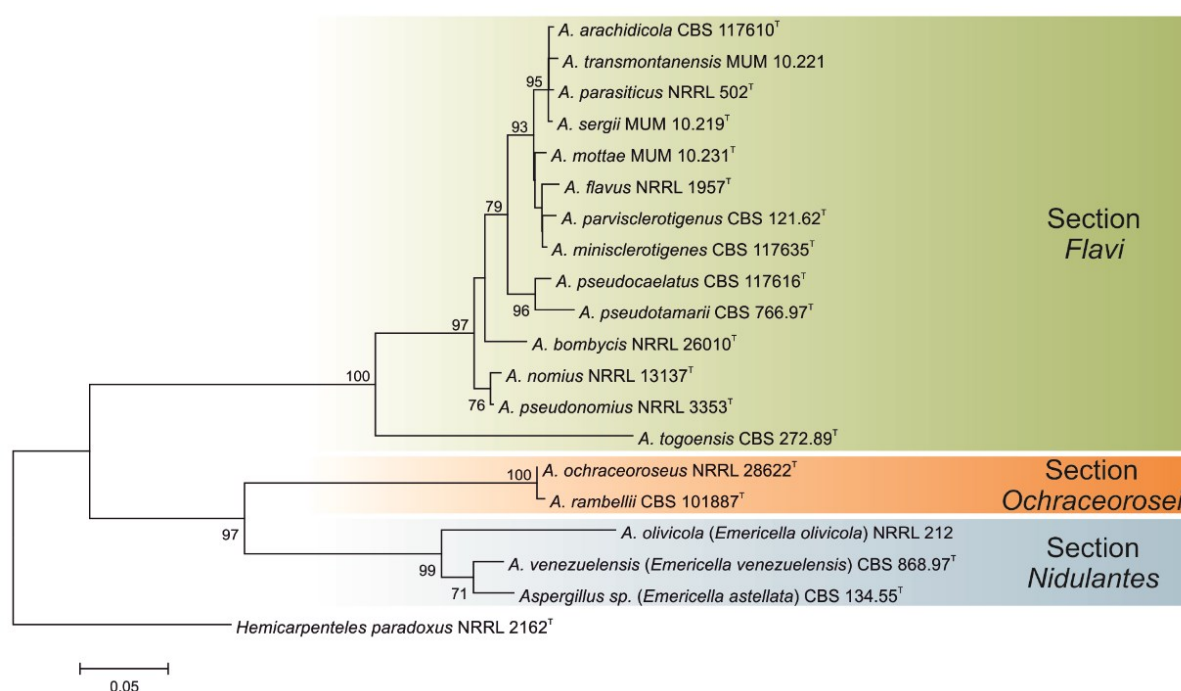 A. arachidicola CBS 117610ᵀ
A. transmontanensis MUM 10.221
95
A. parasiticus NRRL 502ᵀ
A. sergii MUM 10.219ᵀ
93
A. mottae MUM 10.231ᵀ
A. flavus NRRL 1957ᵀ
79
A. parvisclerotigenus CBS 121.62ᵀ
Section
Flavi
A. minisclerotigenes CBS 117635ᵀ
A. pseudocaelatus CBS 117616ᵀ
96
A. pseudotamarii CBS 766.97ᵀ
97
A. bombycis NRRL 26010ᵀ
100
A. nomius NRRL 13137ᵀ
76
A. pseudonomius NRRL 3353ᵀ
A. togoensis CBS 272.89ᵀ
100
A. ochraceoroseus NRRL 28622ᵀ
A. rambellii CBS 101887ᵀ
Section
Ochraceorosei
97
A. olivicola (Emericella olivicola) NRRL 212
99
A. venezuelensis (Emericella venezuelensis) CBS 868.97ᵀ
71
Aspergillus sp. (Emericella astellata) CBS 134.55ᵀ
Section
Nidulantes
Hemicarpenteles paradoxus NRRL 2162ᵀ
0.05